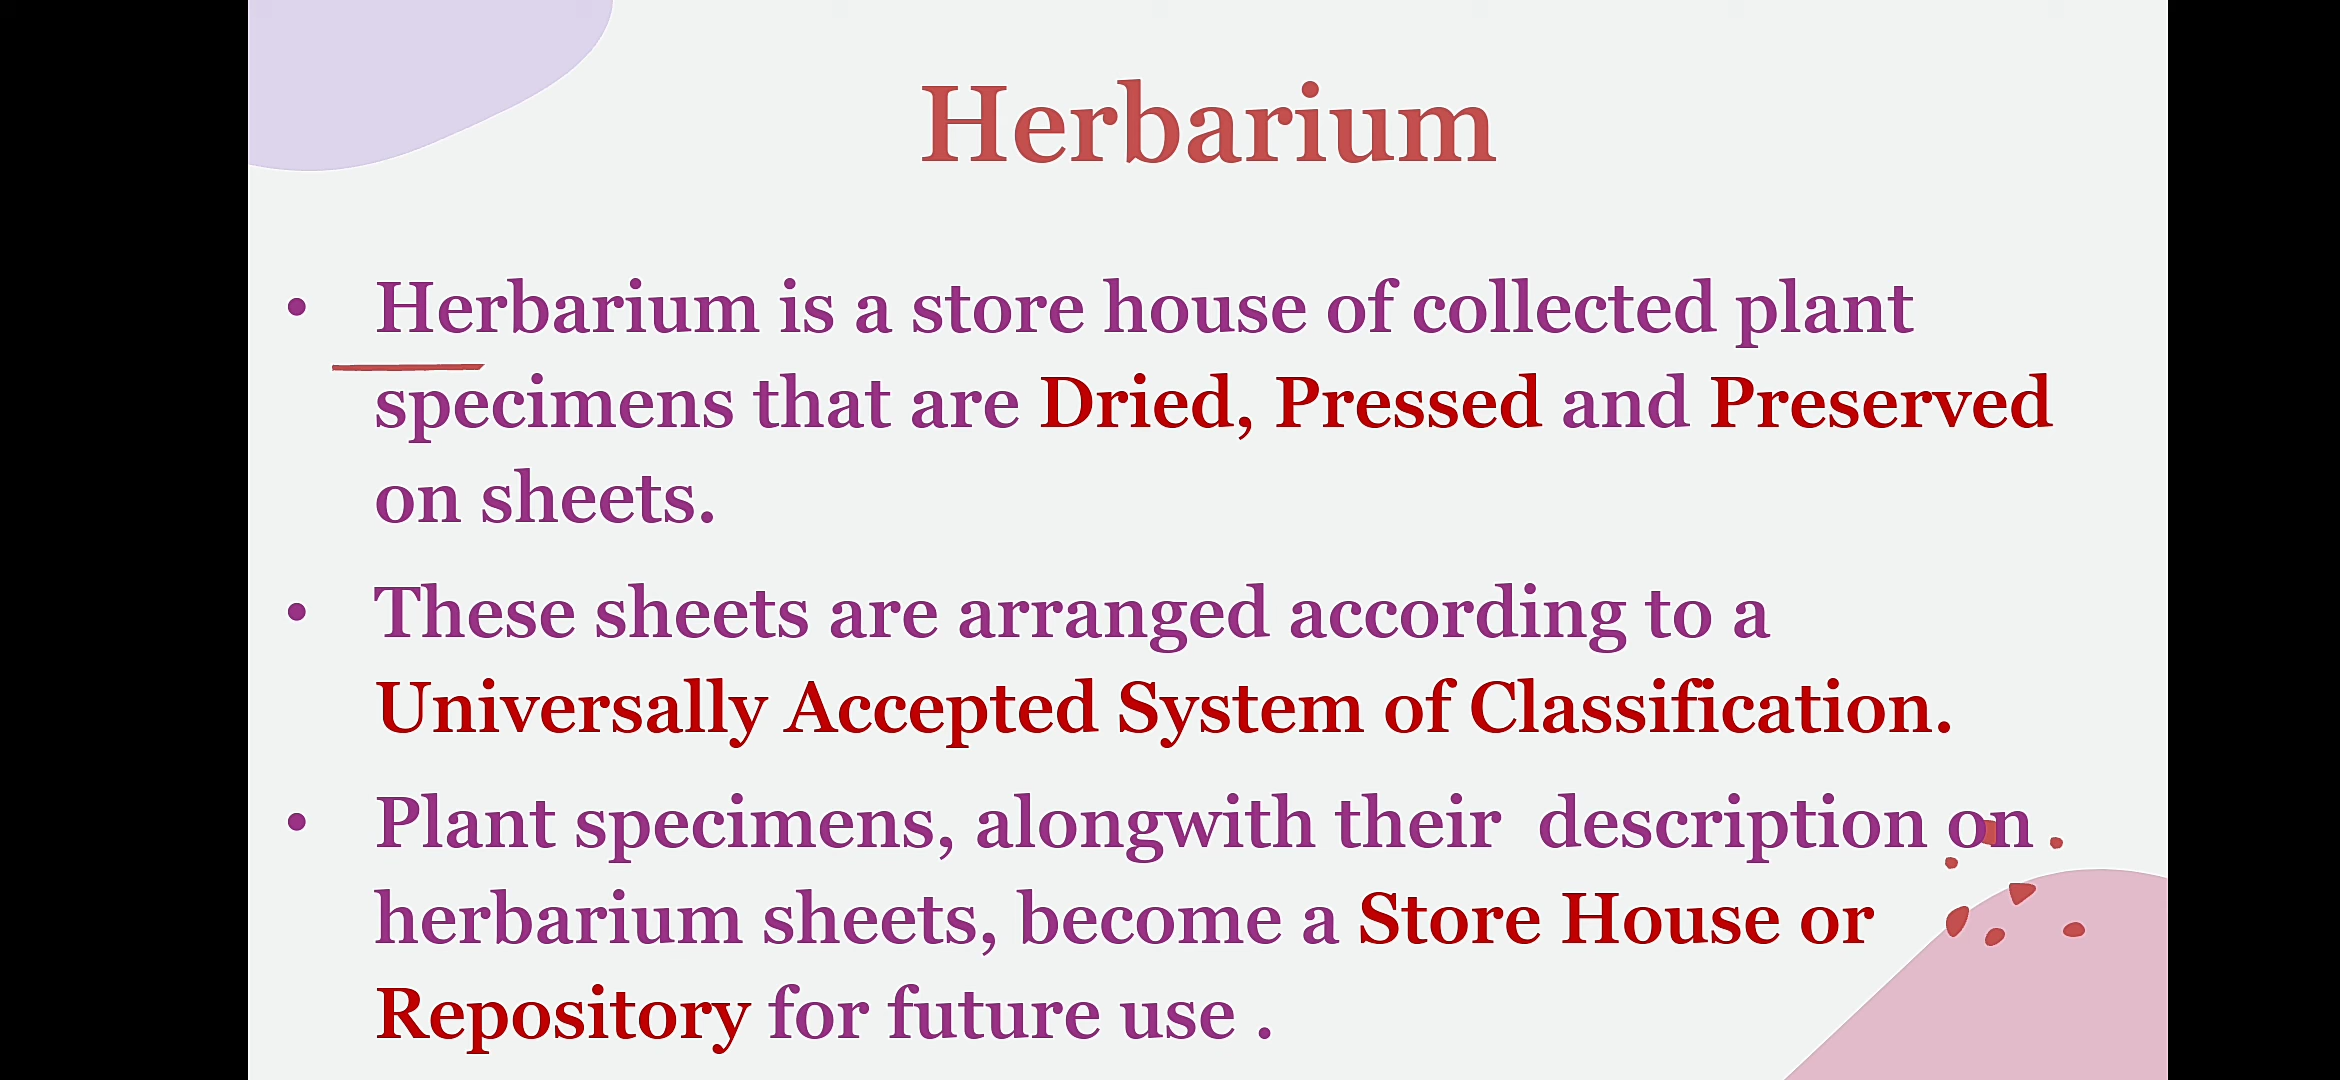 Herbarium
• Herbarium is a store house of collected plant
specimens that are Dried, Pressed and Preserved
on sheets.
• These sheets are arranged according to a
Universally Accepted System of Classification.
• Plant specimens, alongwith their  description on
herbarium sheets, become a Store House or
Repository for future use .